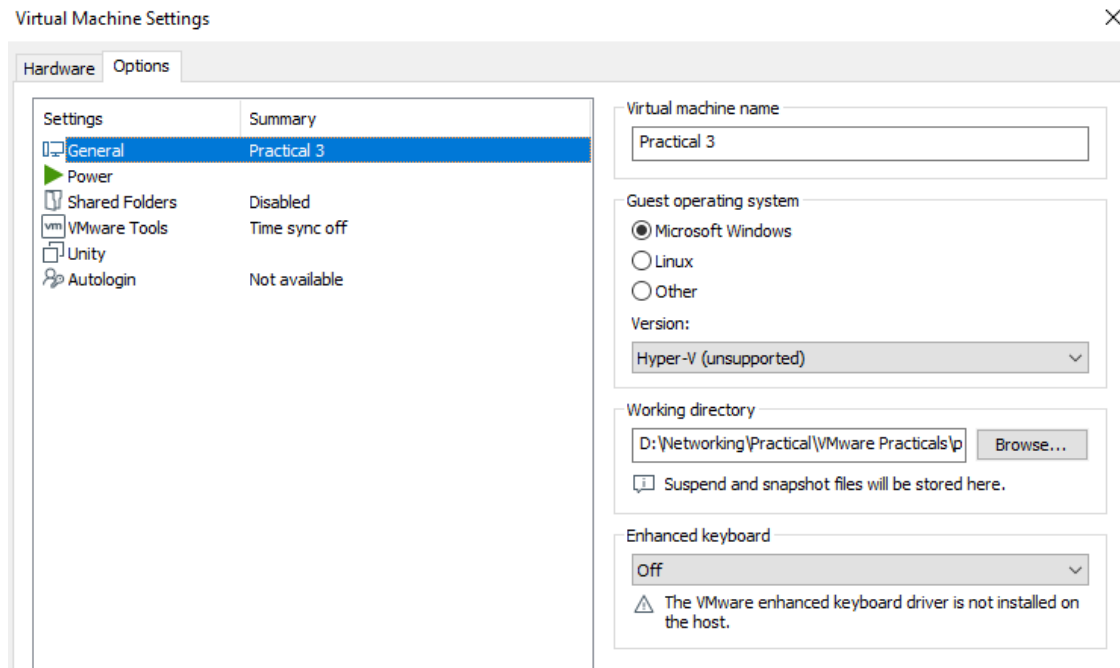 Virtual Machine Settings
Hardware Options
Settings Summary
General Practical 3
Power
Shared Folders Disabled
vm VMware Tools Time sync off
Unity
Autologin Not available
Virtual machine name
Practical 3
Guest operating system
Microsoft Windows
Linux
Other
Version:
Hyper-V (unsupported)
Working directory
D:\Networking\Practical\VMware Practicals\p Browse...
Suspend and snapshot files will be stored here.
Enhanced keyboard
Off
The VMware enhanced keyboard driver is not installed on
the host.